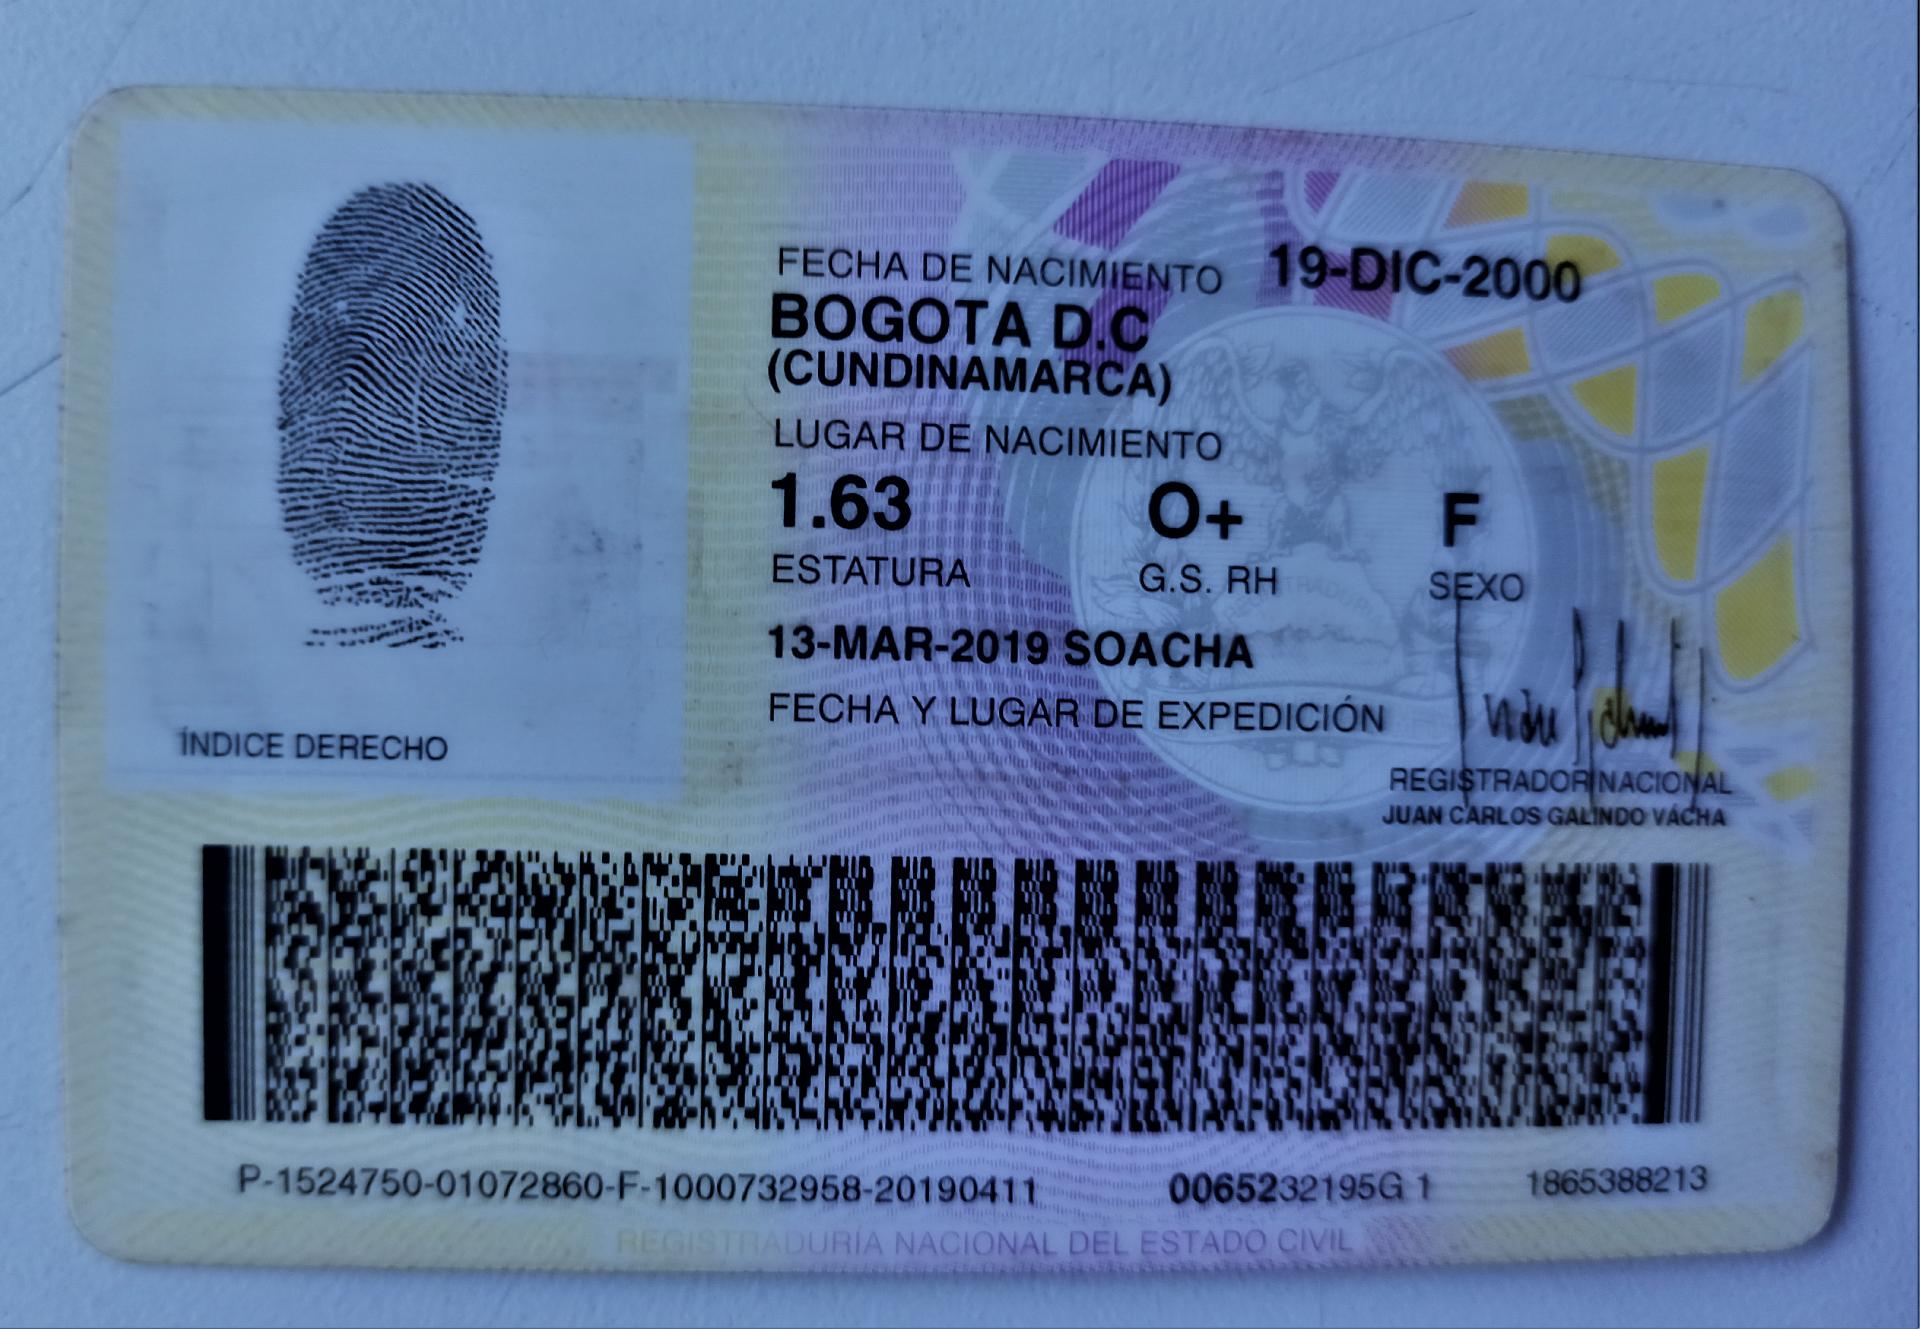 FECHA DE NACIMIENTO 19-DIC-2000
BOGOTA D.C
(CUNDINAMARCA)
LUGAR DE NACIMIENTO
1.63 O+ F
ESTATURA G.S. RH SEXO
13-MAR-2019 SOACHA
FECHA Y LUGAR DE EXPEDICIÓN
ÍNDICE DERECHO
REGISTRADOR NACIONAL
JUAN CARLOS GALINDO VÁCHA
P-1524750-01072860-F-1000732958-20190411 0065232195G 1 1865388213
REGISTRADURÍA NACIONAL DEL ESTADO CIVIL